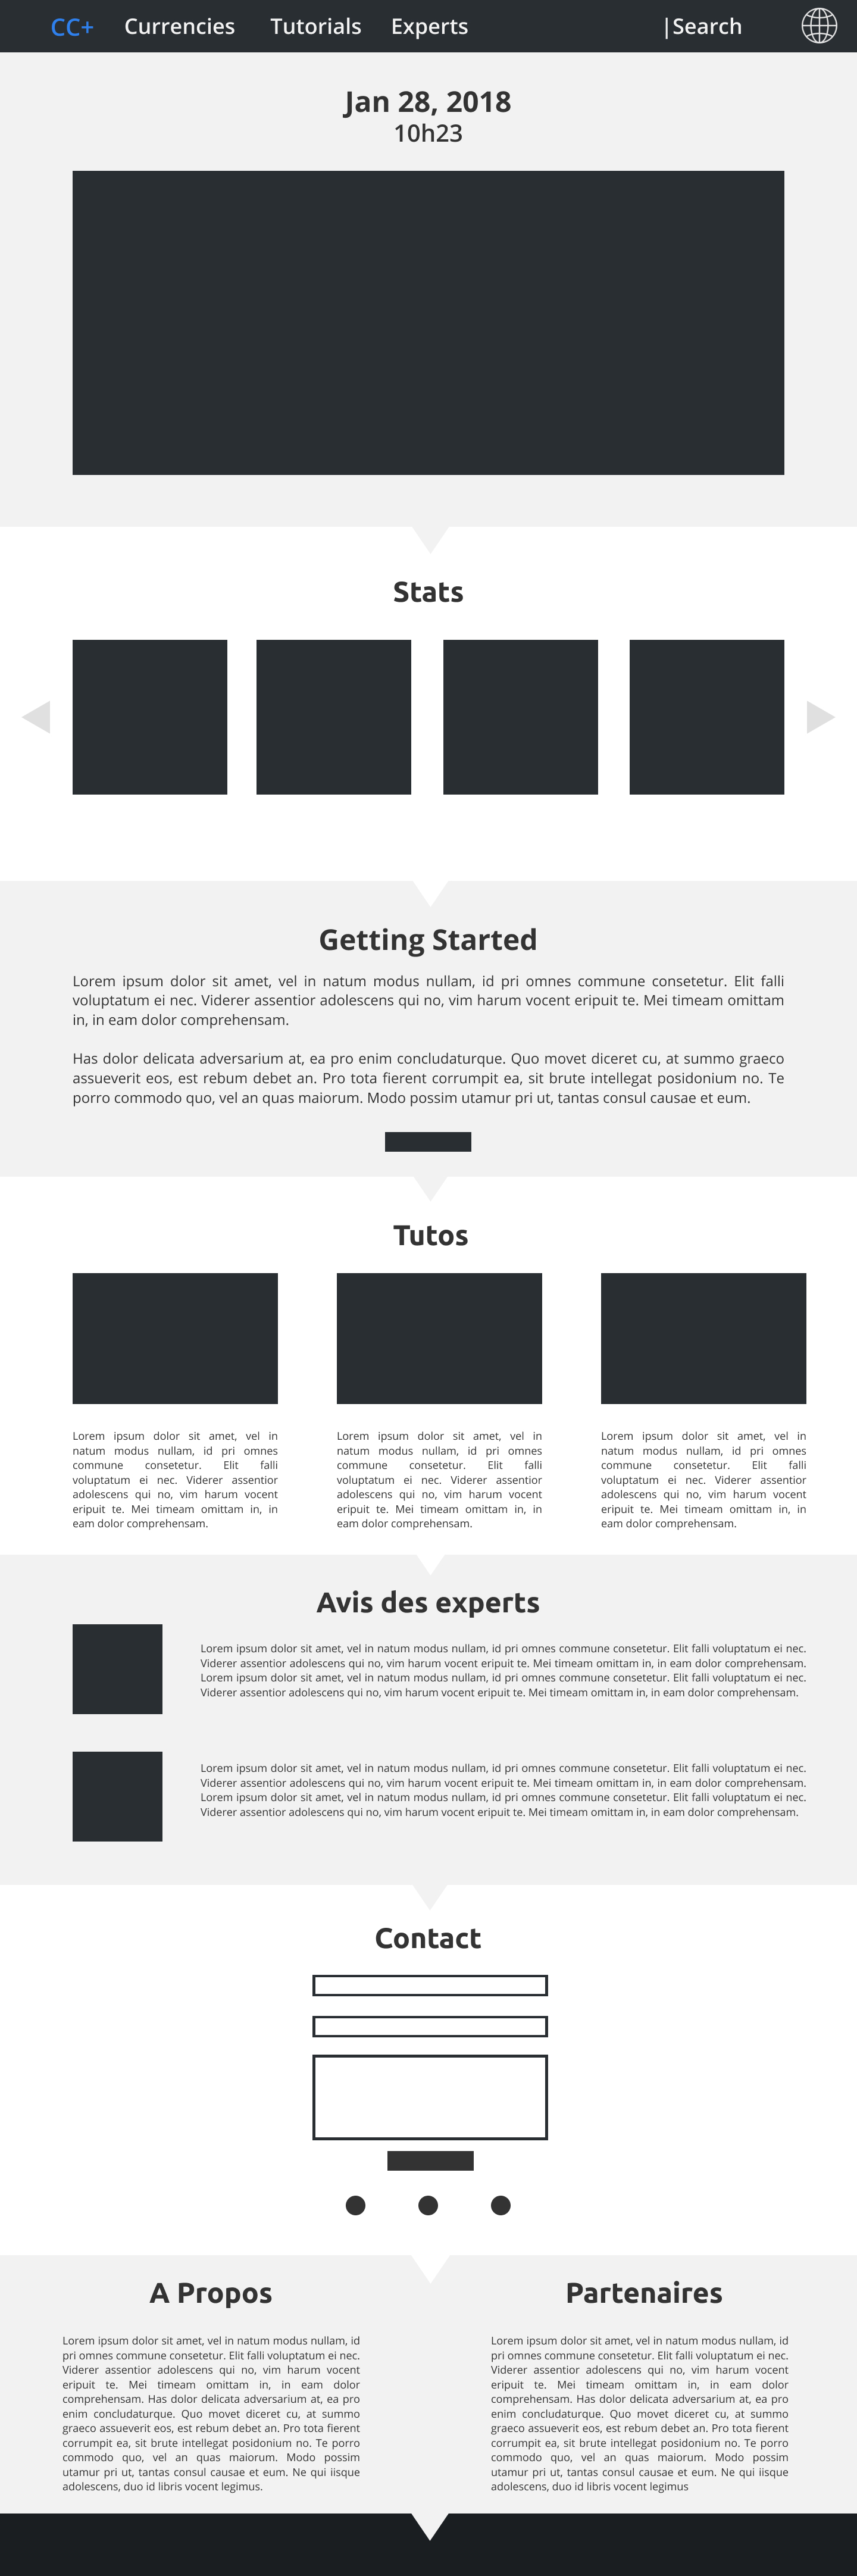 CC+ Currencies Tutorials Experts |Search
Jan 28, 2018
10h23
Stats
Getting Started
Lorem ipsum dolor sit amet, vel in natum modus nullam, id pri omnes commune consetetur. Elit falli
voluptatum ei nec. Viderer assentior adolescens qui no, vim harum vocent eripuit te. Mei timeam omittam
in, in eam dolor comprehensam.
Has dolor delicata adversarium at, ea pro enim concludaturque. Quo movet diceret cu, at summo graeco
assueverit eos, est rebum debet an. Pro tota fierent corrumpit ea, sit brute intellegat posidonium no. Te
porro commodo quo, vel an quas maiorum. Modo possim utamur pri ut, tantas consul causae et eum.
Tutos
Lorem ipsum dolor sit amet, vel in
natum modus nullam, id pri omnes
commune consetetur. Elit falli
voluptatum ei nec. Viderer assentior
adolescens qui no, vim harum vocent
eripuit te. Mei timeam omittam in, in
eam dolor comprehensam.
Lorem ipsum dolor sit amet, vel in
natum modus nullam, id pri omnes
commune consetetur. Elit falli
voluptatum ei nec. Viderer assentior
adolescens qui no, vim harum vocent
eripuit te. Mei timeam omittam in, in
eam dolor comprehensam.
Lorem ipsum dolor sit amet, vel in
natum modus nullam, id pri omnes
commune consetetur. Elit falli
voluptatum ei nec. Viderer assentior
adolescens qui no, vim harum vocent
eripuit te. Mei timeam omittam in, in
eam dolor comprehensam.
Avis des experts
Lorem ipsum dolor sit amet, vel in natum modus nullam, id pri omnes commune consetetur. Elit falli voluptatum ei nec.
Viderer assentior adolescens qui no, vim harum vocent eripuit te. Mei timeam omittam in, in eam dolor comprehensam.
Lorem ipsum dolor sit amet, vel in natum modus nullam, id pri omnes commune consetetur. Elit falli voluptatum ei nec.
Viderer assentior adolescens qui no, vim harum vocent eripuit te. Mei timeam omittam in, in eam dolor comprehensam.
Lorem ipsum dolor sit amet, vel in natum modus nullam, id pri omnes commune consetetur. Elit falli voluptatum ei nec.
Viderer assentior adolescens qui no, vim harum vocent eripuit te. Mei timeam omittam in, in eam dolor comprehensam.
Lorem ipsum dolor sit amet, vel in natum modus nullam, id pri omnes commune consetetur. Elit falli voluptatum ei nec.
Viderer assentior adolescens qui no, vim harum vocent eripuit te. Mei timeam omittam in, in eam dolor comprehensam.
Contact
A Propos
Lorem ipsum dolor sit amet, vel in natum modus nullam, id
pri omnes commune consetetur. Elit falli voluptatum ei nec.
Viderer assentior adolescens qui no, vim harum vocent
eripuit te. Mei timeam omittam in, in eam dolor
comprehensam. Has dolor delicata adversarium at, ea pro
enim concludaturque. Quo movet diceret cu, at summo
graeco assueverit eos, est rebum debet an. Pro tota fierent
corrumpit ea, sit brute intellegat posidonium no. Te porro
commodo quo, vel an quas maiorum. Modo possim
utamur pri ut, tantas consul causae et eum. Ne qui iisque
adolescens, duo id libris vocent legimus.
Partenaires
Lorem ipsum dolor sit amet, vel in natum modus nullam, id
pri omnes commune consetetur. Elit falli voluptatum ei nec.
Viderer assentior adolescens qui no, vim harum vocent
eripuit te. Mei timeam omittam in, in eam dolor
comprehensam. Has dolor delicata adversarium at, ea pro
enim concludaturque. Quo movet diceret cu, at summo
graeco assueverit eos, est rebum debet an. Pro tota fierent
corrumpit ea, sit brute intellegat posidonium no. Te porro
commodo quo, vel an quas maiorum. Modo possim
utamur pri ut, tantas consul causae et eum. Ne qui iisque
adolescens, duo id libris vocent legimus